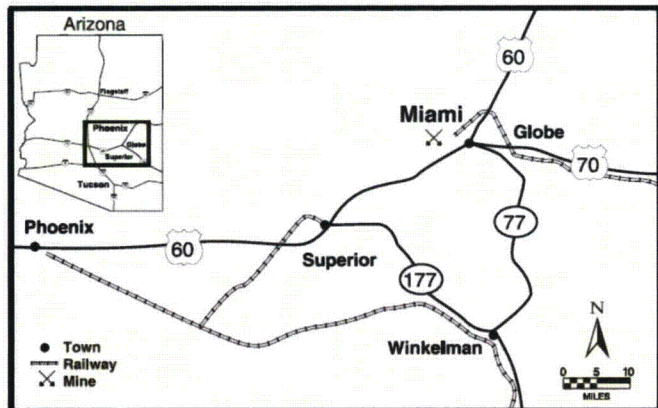 Arizona
Flagstaff
Phoenix
Globe
Superior
Tucson
60
Miami
Globe
70
Phoenix
60
Superior
77
177
Winkelman
Town
Railway
Mine
N
0 5 10
MILES